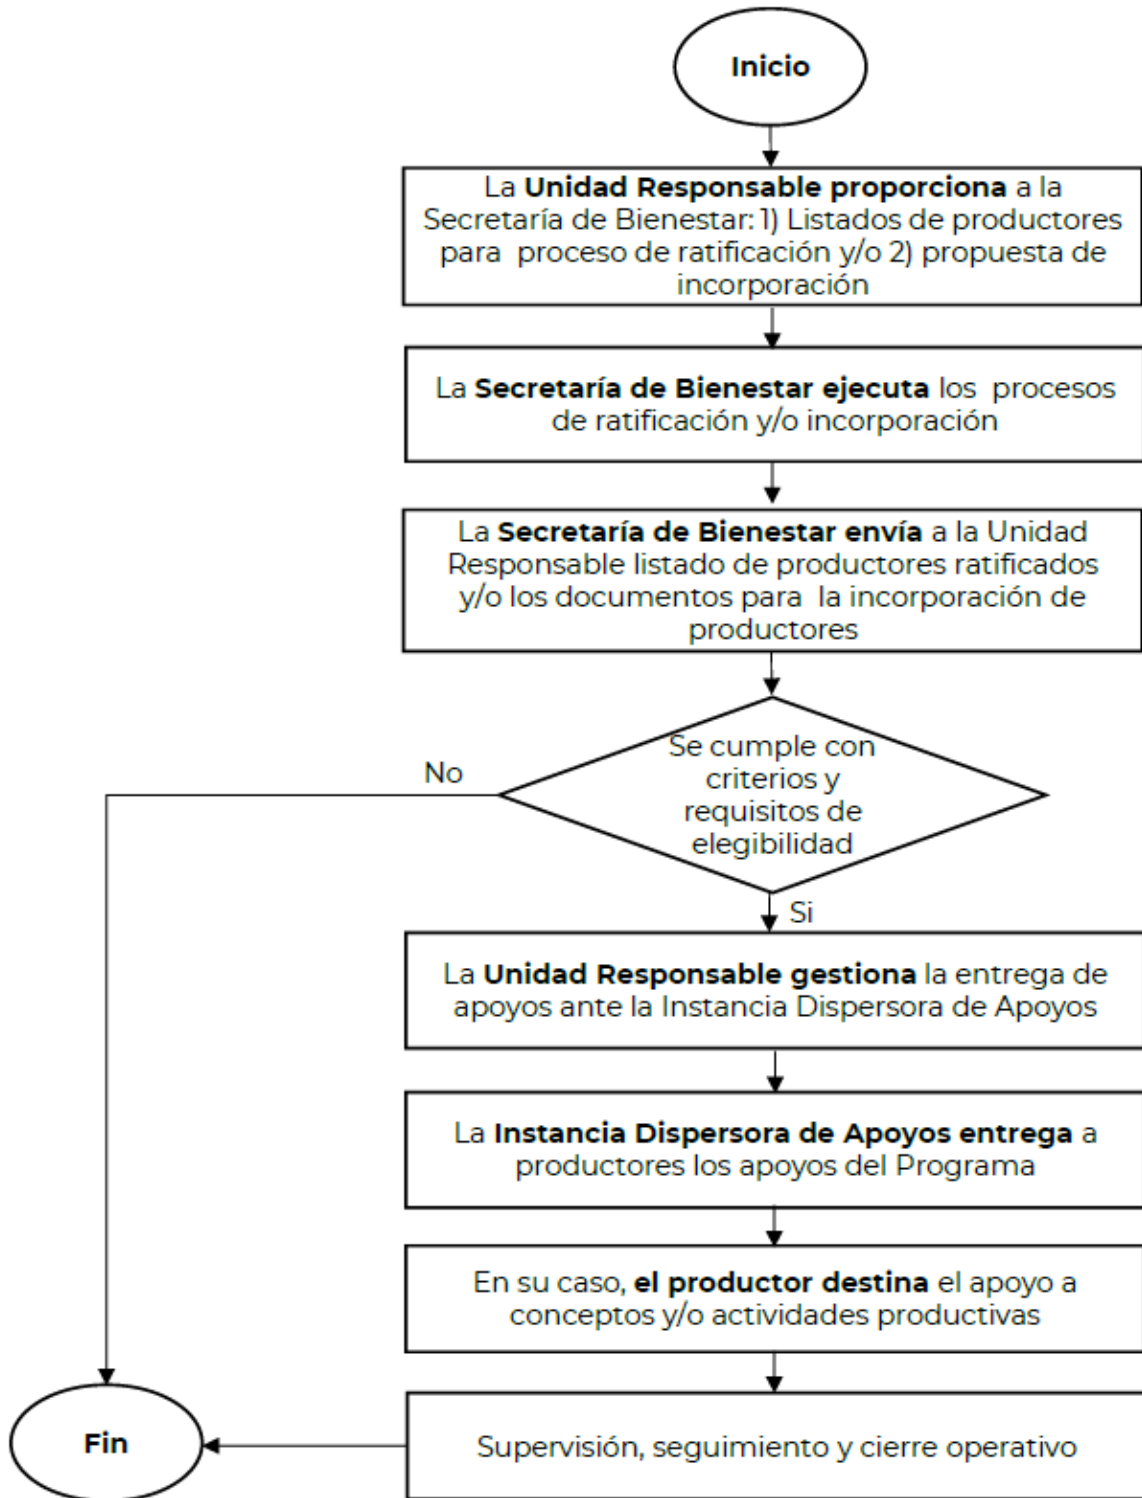 Inicio
La Unidad Responsable proporciona a la
Secretaría de Bienestar: 1) Listados de productores
para proceso de ratificación y/o 2) propuesta de
incorporación
La Secretaría de Bienestar ejecuta los procesos
de ratificación y/o incorporación
La Secretaría de Bienestar envía a la Unidad
Responsable listado de productores ratificados
y/o los documentos para la incorporación de
productores
Se cumple con
criterios y
requisitos de
elegibilidad
No
Si
La Unidad Responsable gestiona la entrega de
apoyos ante la Instancia Dispersora de Apoyos
La Instancia Dispersora de Apoyos entrega a
productores los apoyos del Programa
En su caso, el productor destina el apoyo a
conceptos y/o actividades productivas
Supervisión, seguimiento y cierre operativo
Fin